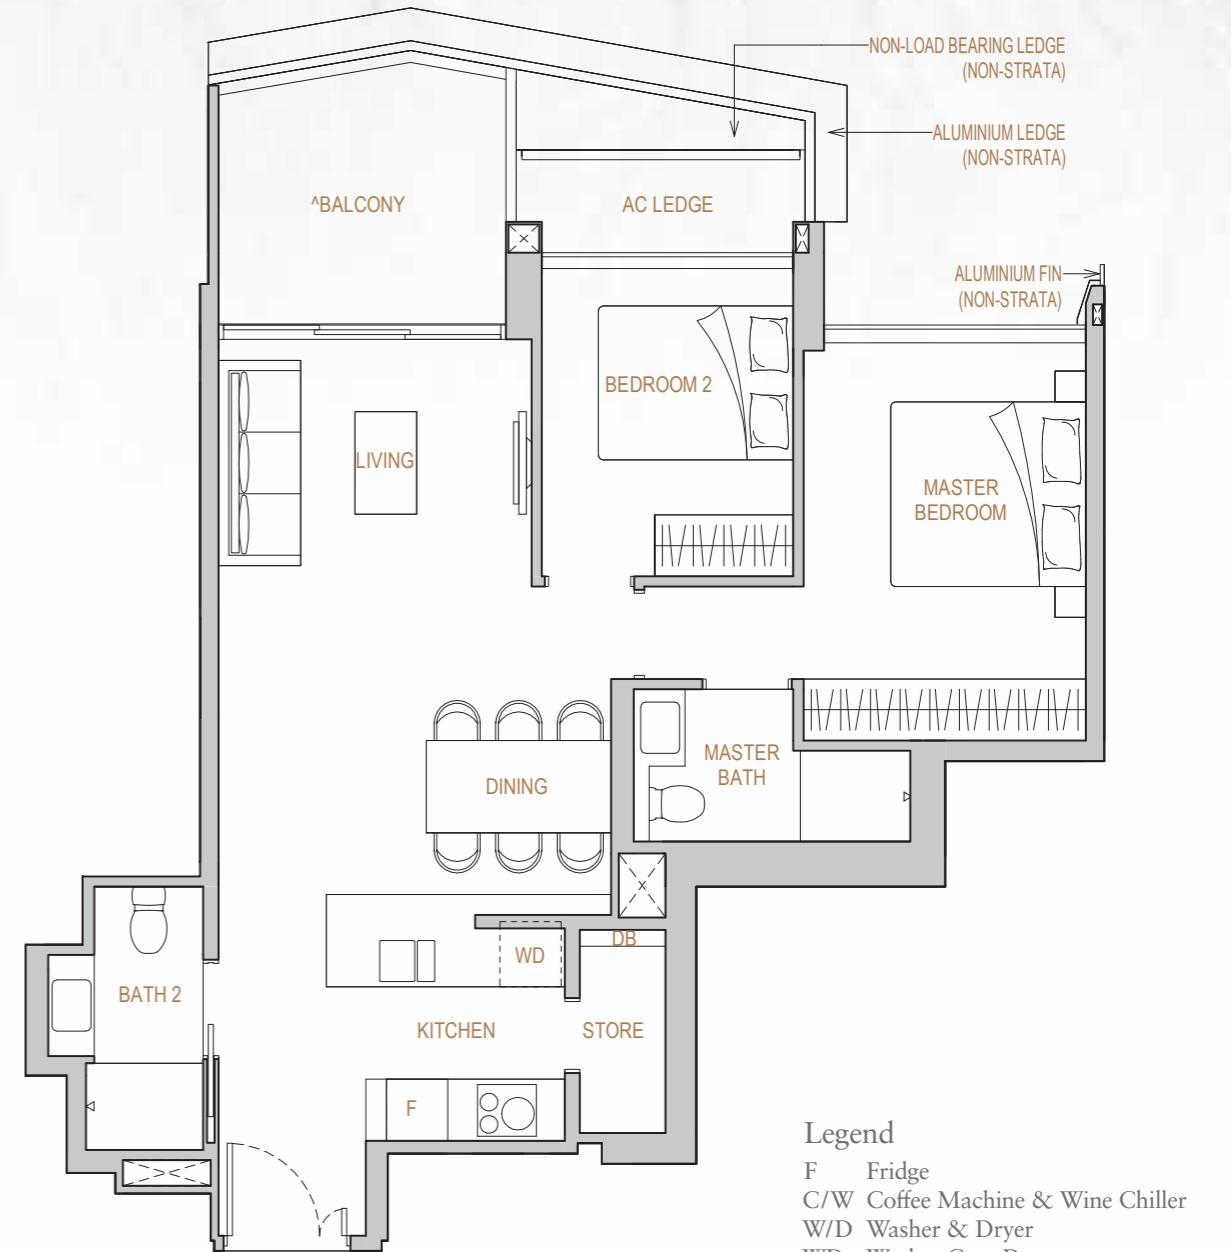 NON-LOAD BEARING LEDGE
(NON-STRATA)
ALUMINIUM LEDGE
(NON-STRATA)
^BALCONY
AC LEDGE
ALUMINIUM FIN
(NON-STRATA)
BEDROOM 2
LIVING
MASTER
BEDROOM
MASTER
BATH
DINING
DB
WD
BATH 2
KITCHEN
STORE
F
Legend
F Fridge
C/W Coffee Machine & Wine Chiller
W/D Washer & Dryer